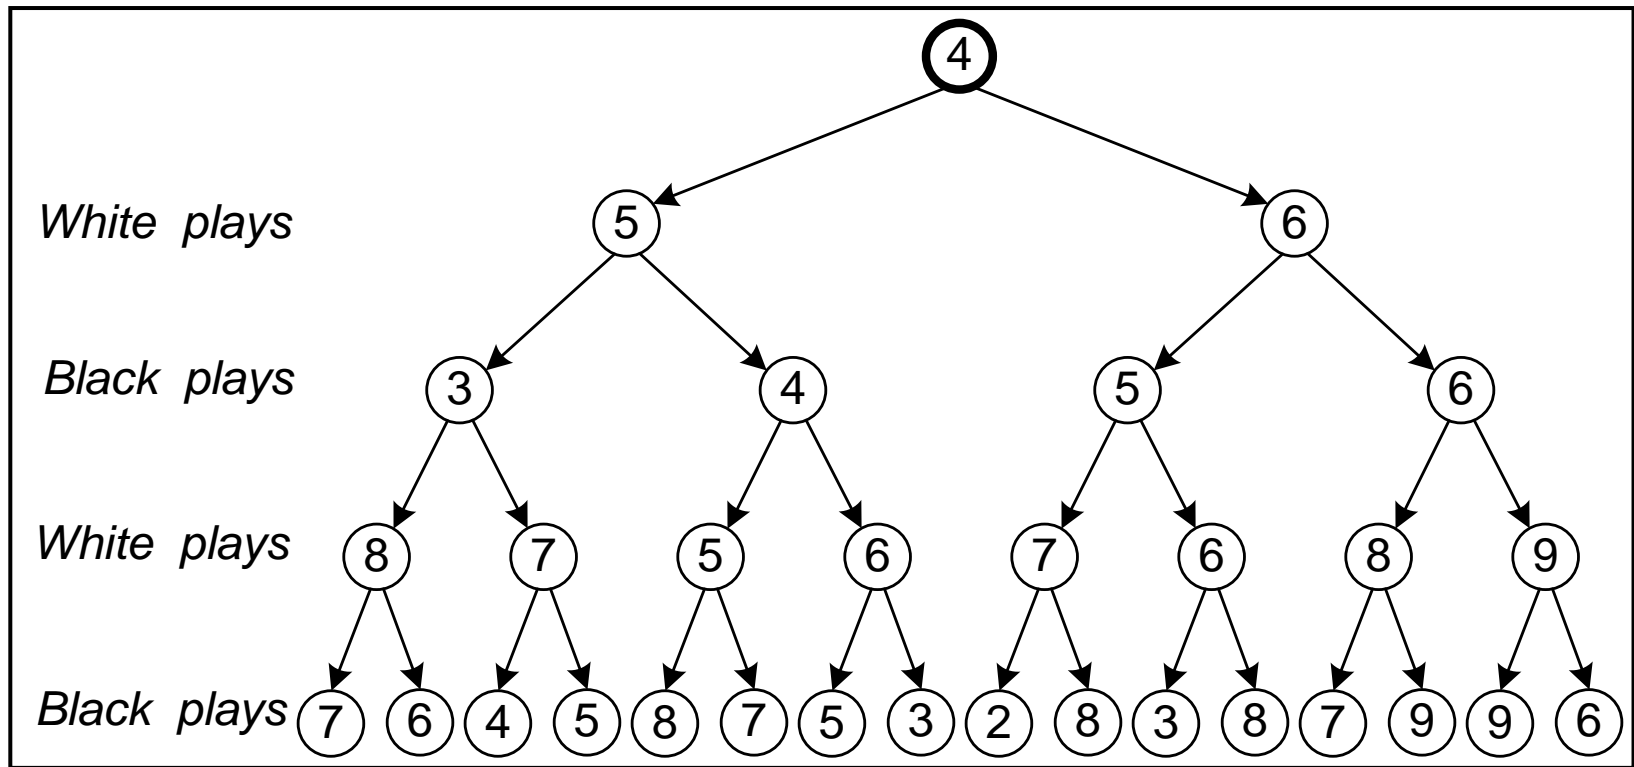 4
White plays 5 6
Black plays 3 4 5 6
White plays 8 7 5 6 7 6 8 9
Black plays 7 6 4 5 8 7 5 3 2 8 3 8 7 9 9 6